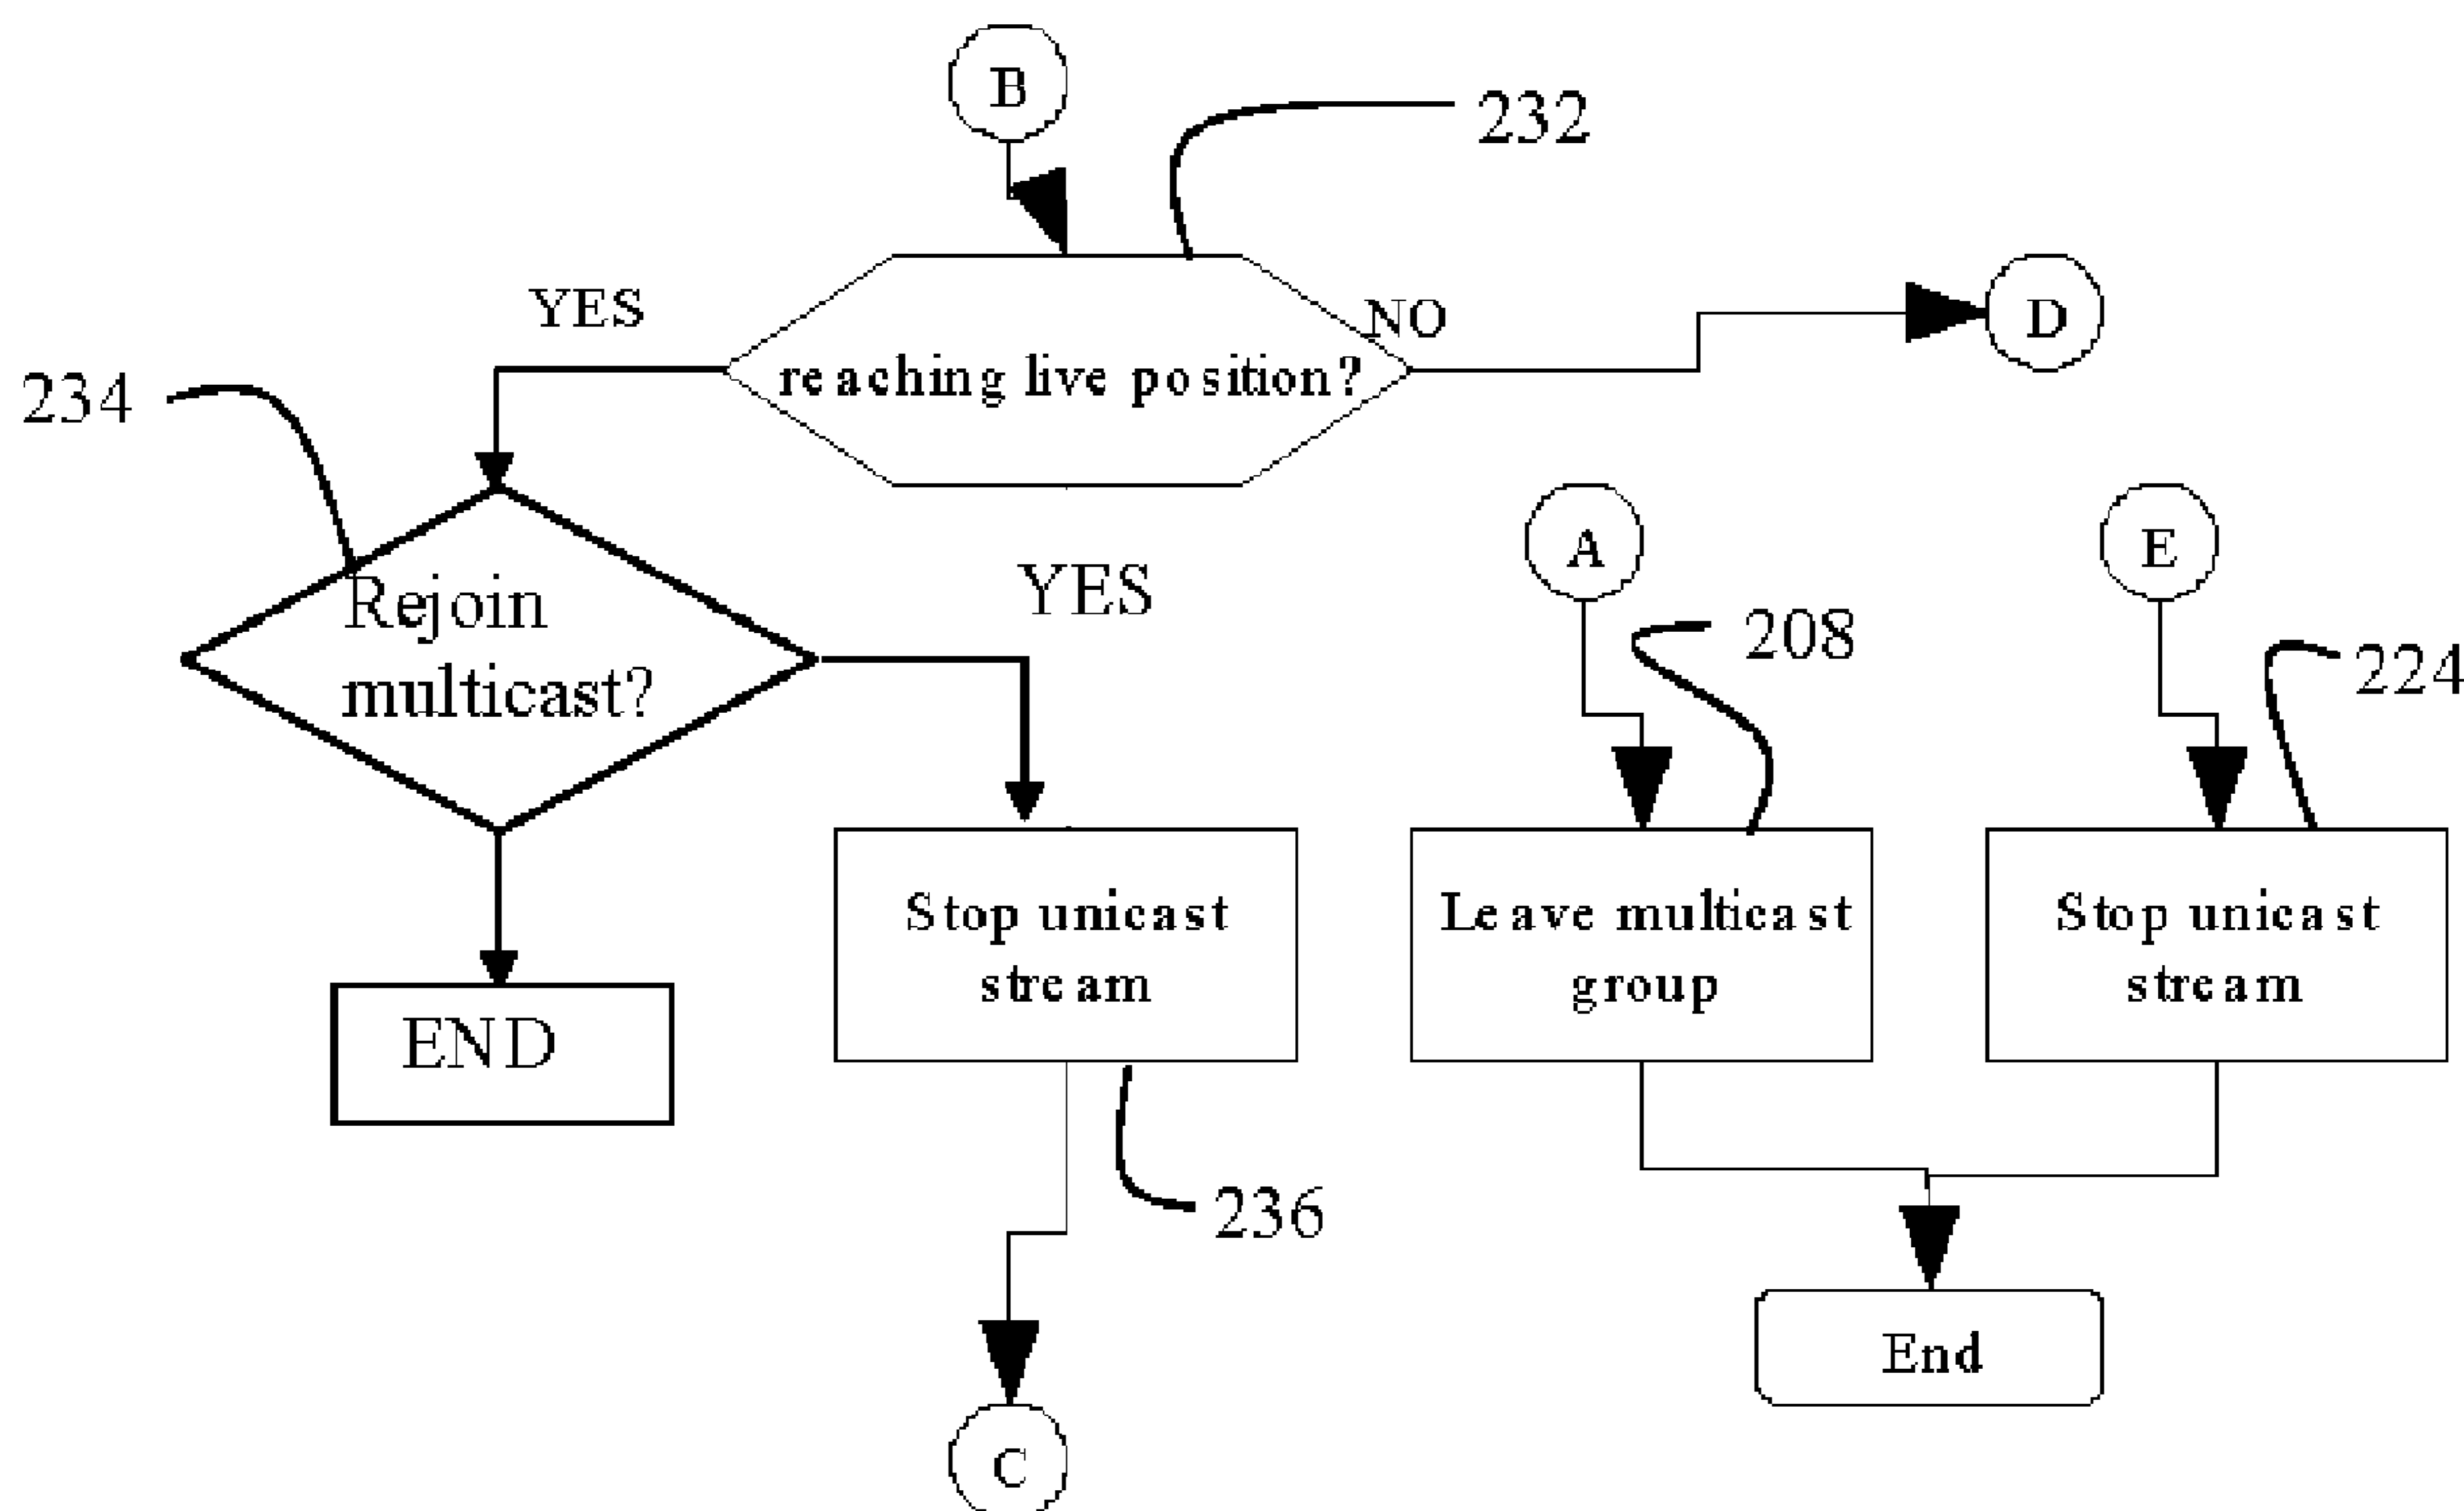 B
232
YES
NO
D
reaching live position?
234
A
E
Rejoin
multicast?
YES
208
224
Stop unicast
stream
Leave multicast
group
Stop unicast
stream
END
236
End
C